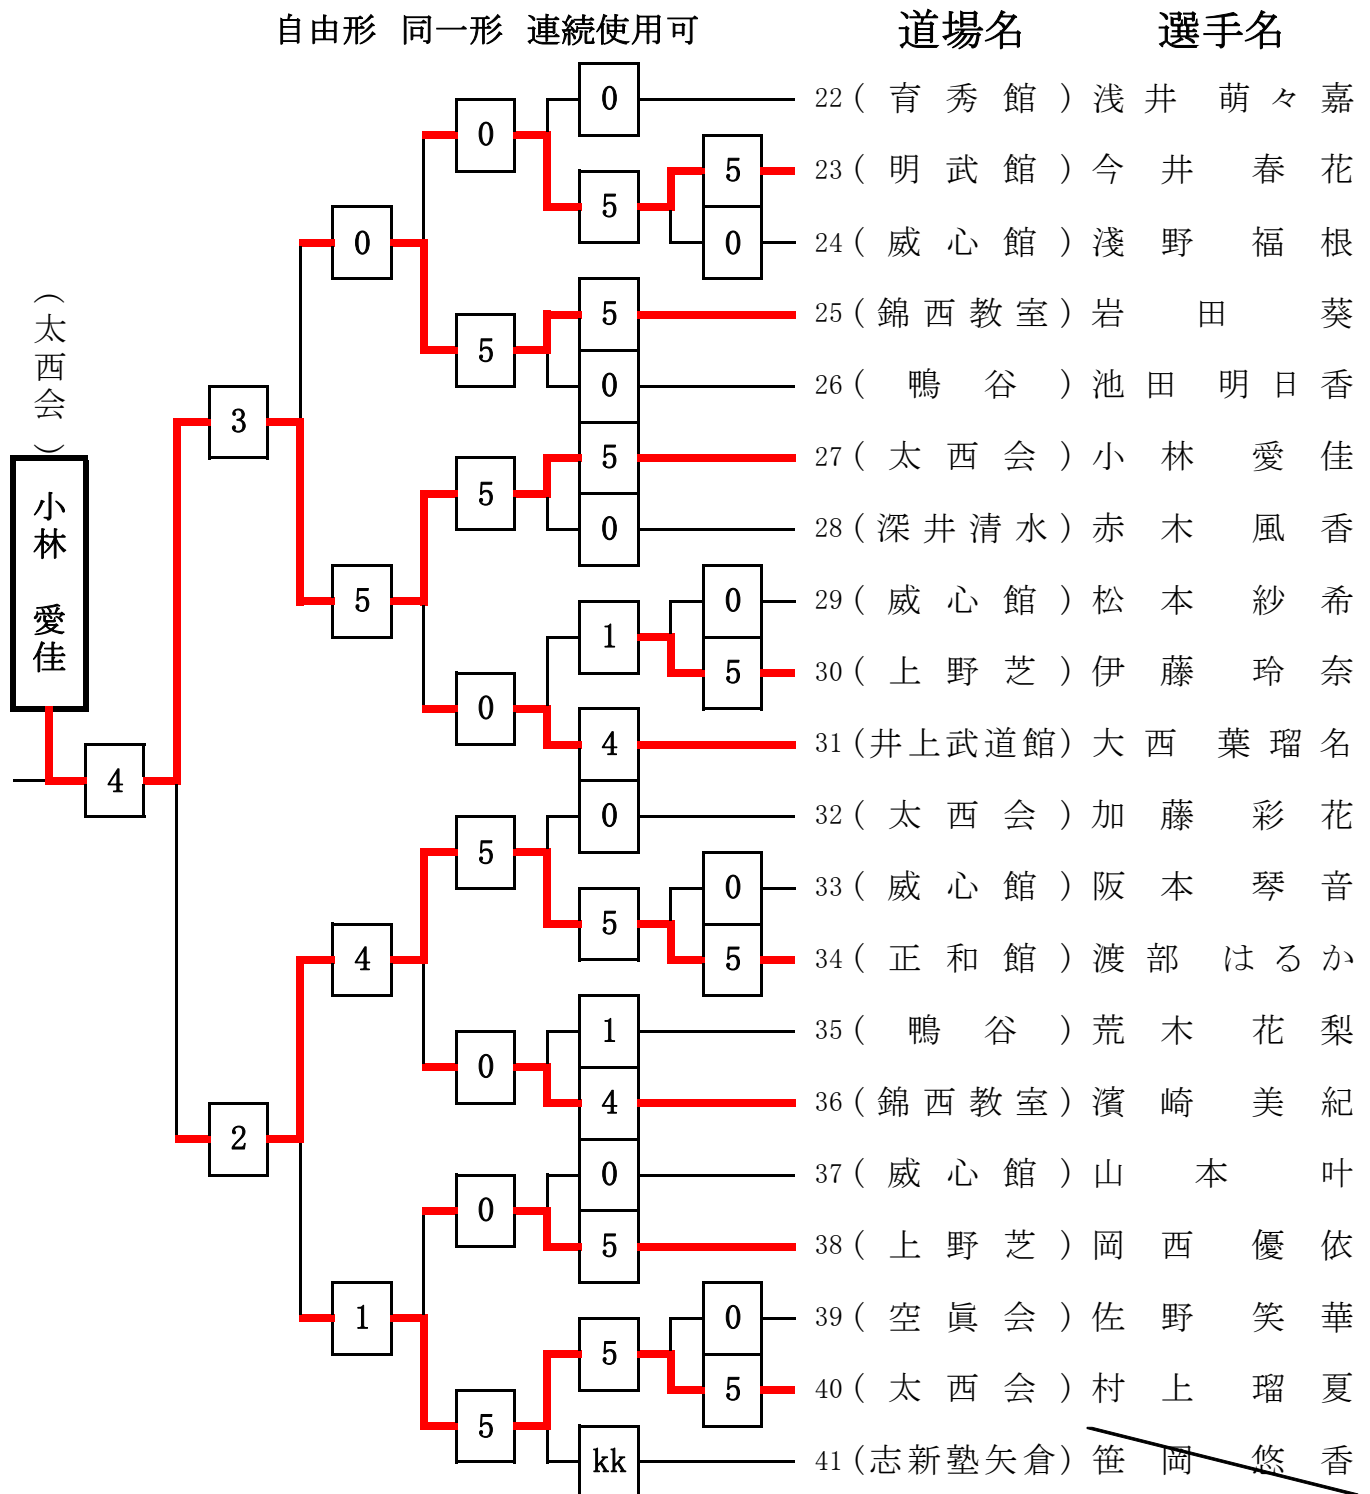 自由形 同一形 連続使用可 道場名 選手名
0 22 (育秀館) 浅井 萌々嘉
0
5 23 (明武館) 今井 春花
5
0 0 24 (威心館) 淺野 福根
5 25 (錦西教室) 岩田 葵
5
0 26 (鴨谷) 池田 明日香
3
5 27 (太西会) 小林 愛佳
5
0 28 (深井清水) 赤木 風香
5 0 29 (威心館) 松本 紗希
1
5 30 (上野芝) 伊藤 玲奈
0
4 31 (井上武道館) 大西 葉瑠名
(太西会)
小林 愛佳
4
0 32 (太西会) 加藤 彩花
5
0 33 (威心館) 阪本 琴音
5
4 5 34 (正和館) 渡部 はるか
1 35 (鴨谷) 荒木 花梨
0
4 36 (錦西教室) 濱崎 美紀
2
0 37 (威心館) 山本 叶
0
5 38 (上野芝) 岡西 優依
1 0 39 (空眞会) 佐野 笑華
5
5 40 (太西会) 村上 瑠夏
5
kk 41 (志新塾矢倉) 笹岡 悠香